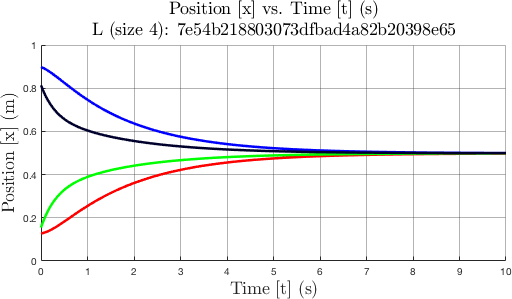 Position [x] vs. Time [t] (s)
L (size 4): 7e54b218803073dfbad4a82b20398e65
Position [x] (m)
1
0.8
0.6
0.4
0.2
0
0 1 2 3 4 5 6 7 8 9 10
Time [t] (s)